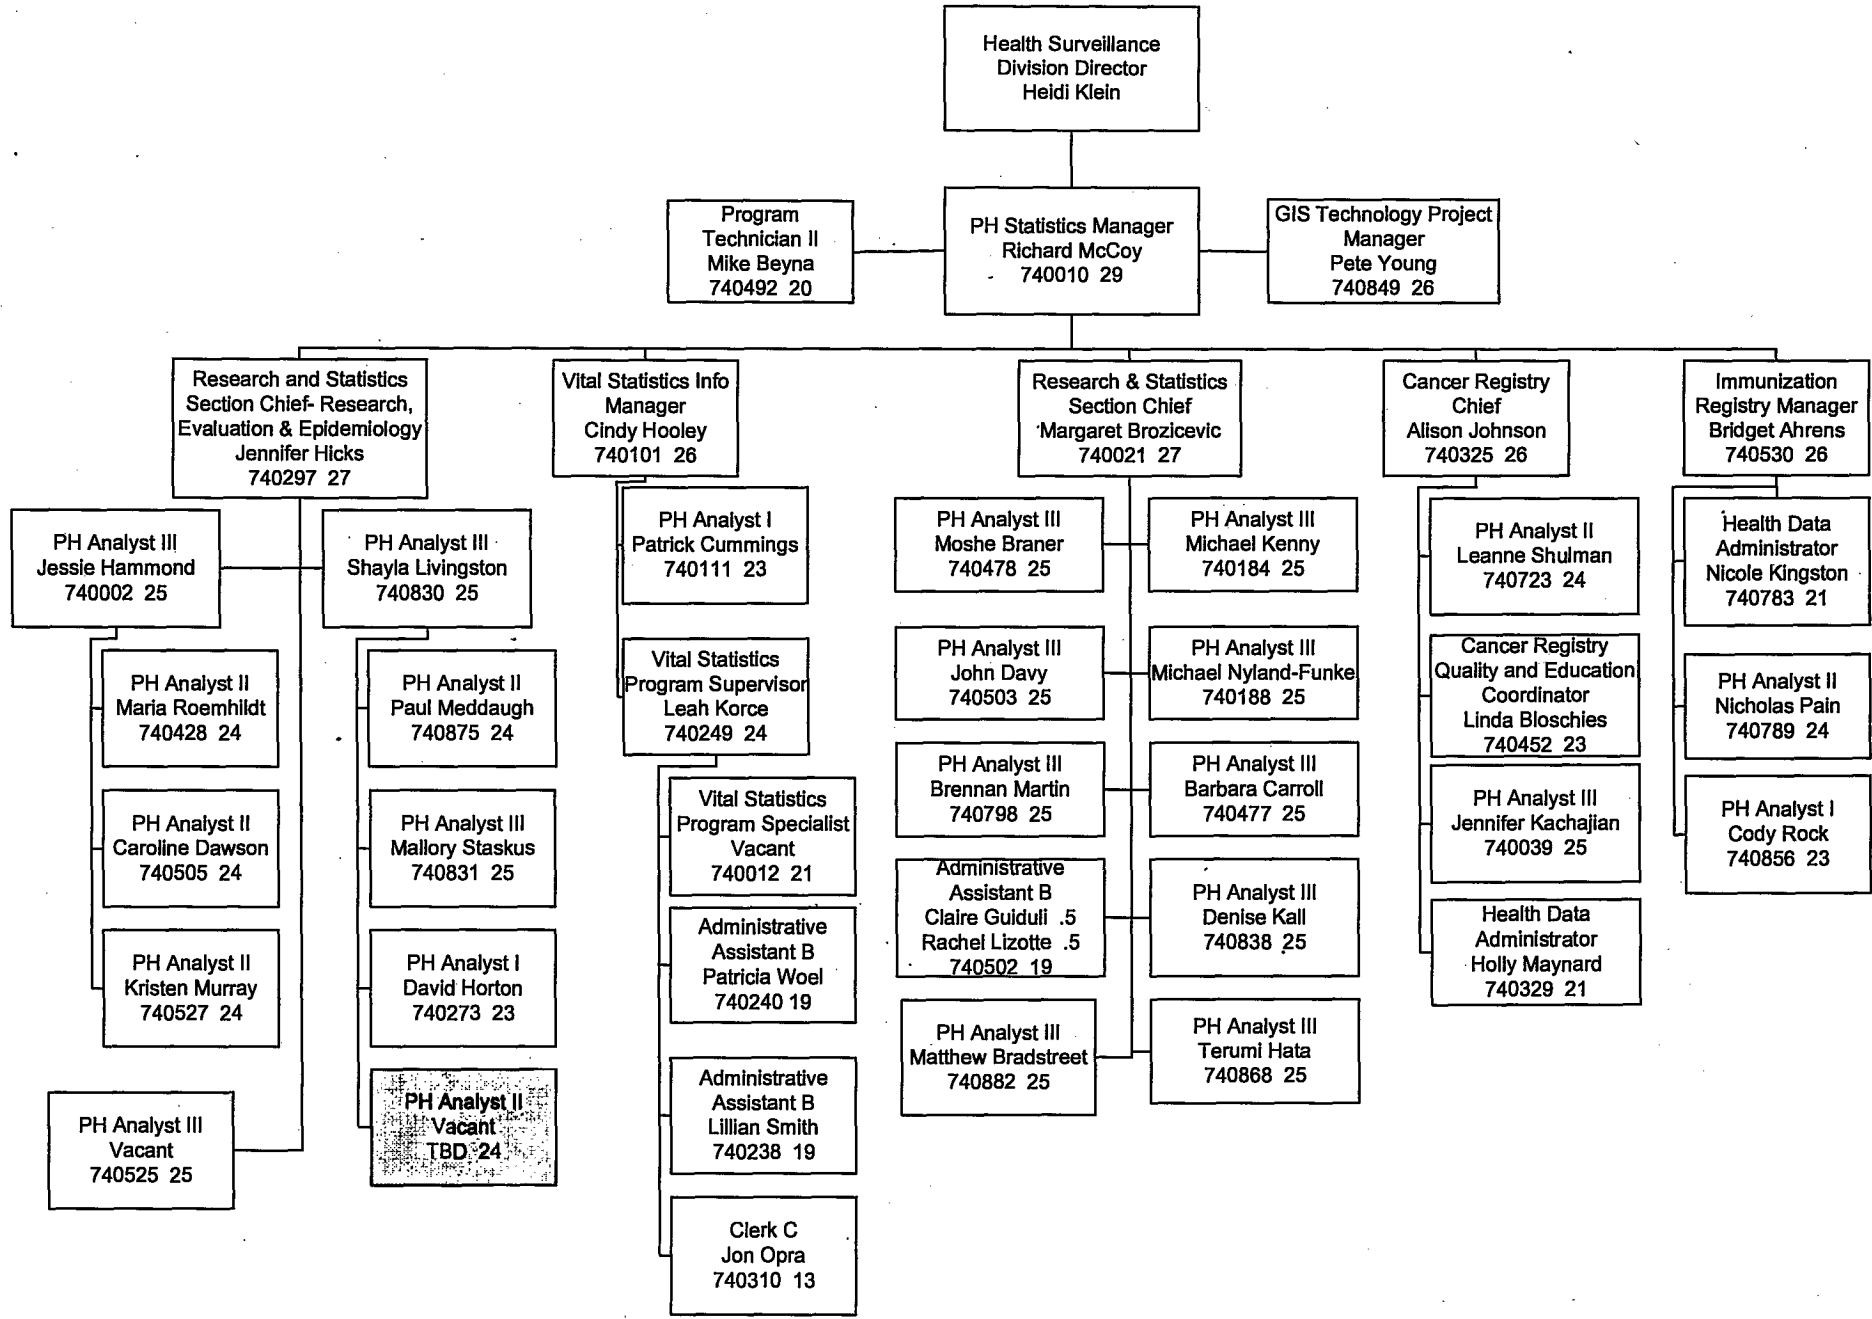 Health Surveillance
Division Director
Heidi Klein
Program
Technician II
Mike Beyna
740492 20
PH Statistics Manager
Richard McCoy
740010 29
GIS Technology Project
Manager
Pete Young
740849 26
Research and Statistics
Section Chief- Research,
Evaluation & Epidemiology
Jennifer Hicks
740297 27
Vital Statistics Info
Manager
Cindy Hooley
740101 26
Research & Statistics
Section Chief
Margaret Brozicevic
740021 27
Cancer Registry
Chief
Alison Johnson
740325 26
Immunization
Registry Manager
Bridget Ahrens
740530 26
PH Analyst III
Jessie Hammond
740002 25
PH Analyst III
Shayla Livingston
740830 25
PH Analyst II
Maria Roemhildt
740428 24
PH Analyst II
Caroline Dawson
740505 24
PH Analyst II
Kristen Murray
740527 24
PH Analyst III
Vacant
740525 25
PH Analyst II
Paul Meddaugh
740875 24
PH Analyst III
Mallory Staskus
740831 25
PH Analyst I
David Horton
740273 23
PH Analyst II
Vacant
TBD 24
PH Analyst I
Patrick Cummings
740111 23
Vital Statistics
Program Supervisor
Leah Korce
740249 24
Vital Statistics
Program Specialist
Vacant
740012 21
Administrative
Assistant B
Patricia Woel
740240 19
Administrative
Assistant B
Lillian Smith
740238 19
Clerk C
Jon Opra
740310 13
PH Analyst III
Moshe Braner
740478 25
PH Analyst III
Michael Kenny
740184 25
PH Analyst III
John Davy
740503 25
PH Analyst III
Michael Nyland-Funke
740188 25
PH Analyst III
Brennan Martin
740798 25
PH Analyst III
Barbara Carroll
740477 25
Administrative
Assistant B
Claire Guiduli .5
Rachel Lizotte .5
740502 19
PH Analyst III
Denise Kall
740838 25
PH Analyst III
Matthew Bradstreet
740882 25
PH Analyst III
Terumi Hata
740868 25
PH Analyst II
Leanne Shulman
740723 24
Cancer Registry
Quality and Education
Coordinator
Linda Bloschies
740452 23
PH Analyst III
Jennifer Kachajian
740039 25
Health Data
Administrator
Holly Maynard
740329 21
Health Data
Administrator
Nicole Kingston
740783 21
PH Analyst II
Nicholas Pain
740789 24
PH Analyst I
Cody Rock
740856 23